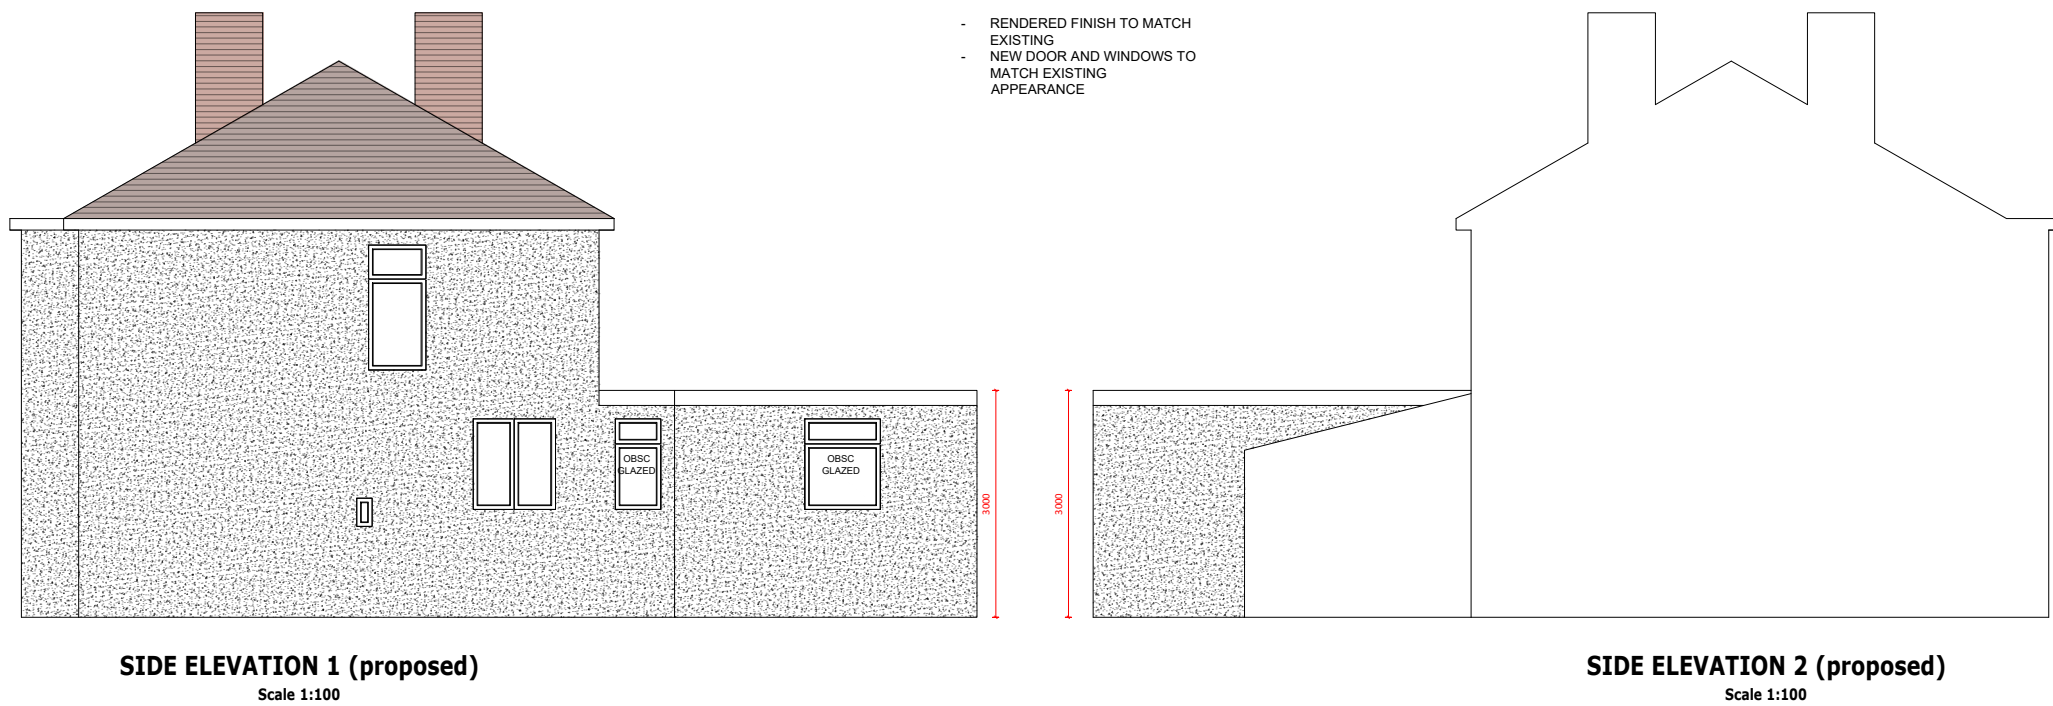 - RENDERED FINISH TO MATCH
EXISTING
- NEW DOOR AND WINDOWS TO
MATCH EXISTING
APPEARANCE
OBSC
GLAZED
OBSC
GLAZED
3000
3000
SIDE ELEVATION 1 (proposed)
Scale 1:100
SIDE ELEVATION 2 (proposed)
Scale 1:100